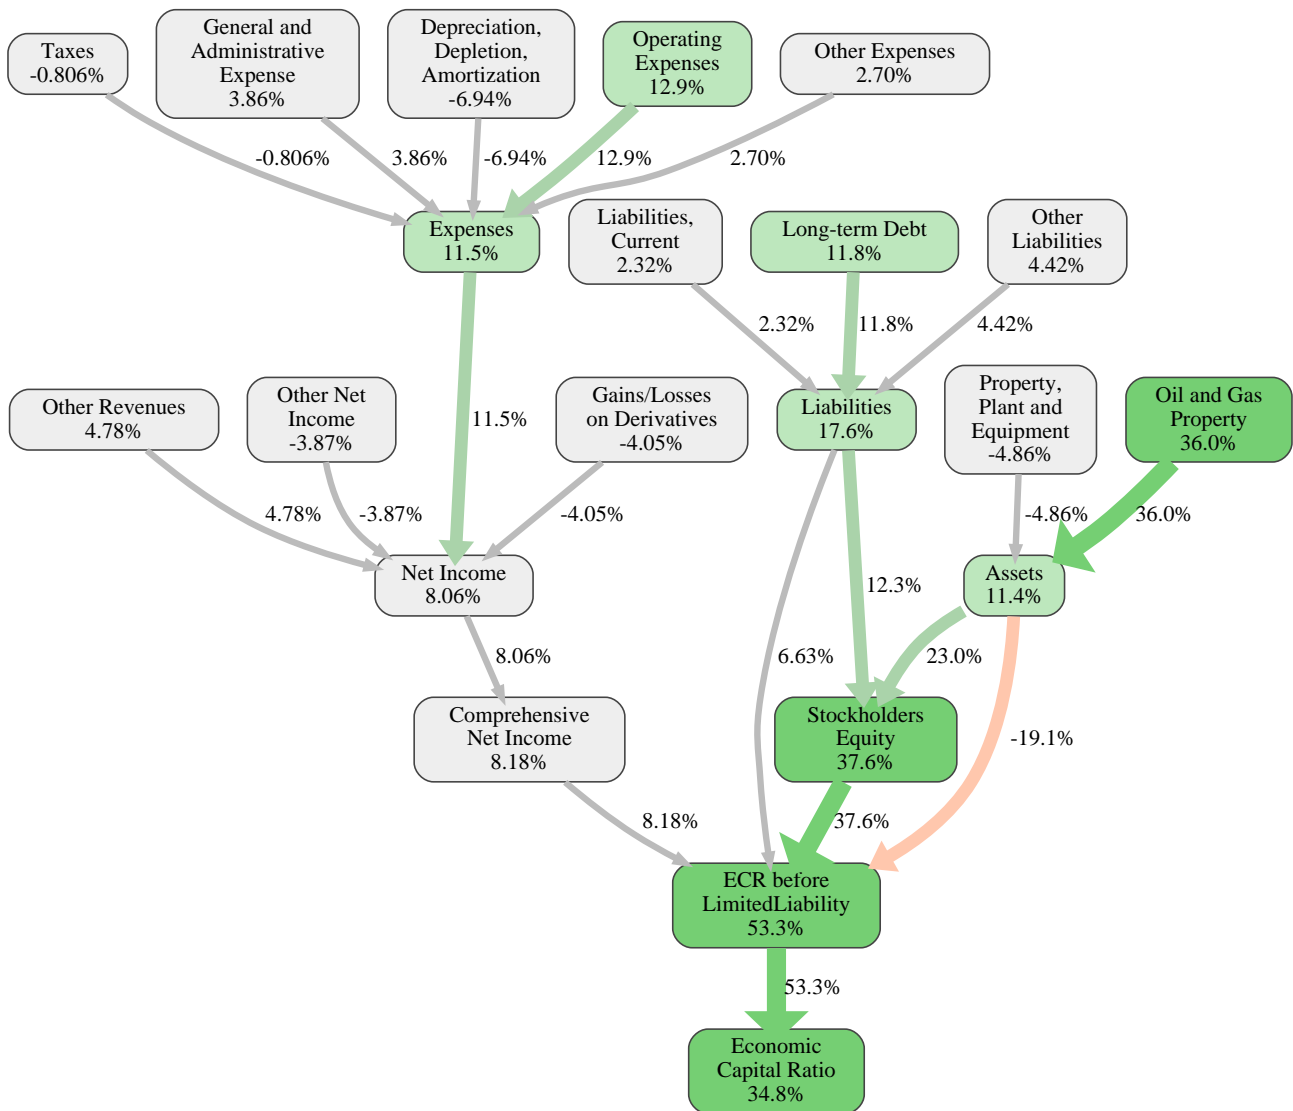 Taxes
-0.806%
General and
Administrative
Expense
3.86%
Depreciation,
Depletion,
Amortization
-6.94%
Operating
Expenses
12.9%
Other Expenses
2.70%
-0.806%
3.86%
-6.94%
12.9%
2.70%
Expenses
11.5%
Liabilities,
Current
2.32%
Long-term Debt
11.8%
Other
Liabilities
4.42%
2.32%
11.8%
4.42%
Other Revenues
4.78%
Other Net
Income
-3.87%
11.5%
Gains/Losses
on Derivatives
-4.05%
Liabilities
17.6%
Property,
Plant and
Equipment
-4.86%
Oil and Gas
Property
36.0%
4.78%
-3.87%
-4.05%
-4.86%
36.0%
Net Income
8.06%
12.3%
Assets
11.4%
8.06%
6.63%
23.0%
Comprehensive
Net Income
8.18%
Stockholders
Equity
37.6%
-19.1%
8.18%
37.6%
ECR before
LimitedLiability
53.3%
53.3%
Economic
Capital Ratio
34.8%